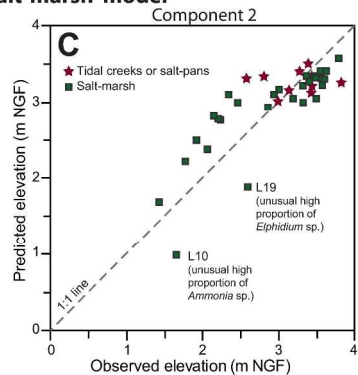 salt-marsh model
Component 2
C
Tidal creeks or salt-pans
Salt-marsh
Predicted elevation (m NGF)
4
3
2
1
0
L19
(unusual high
proportion of
Elphidium sp.)
L10
(unusual high
proportion of
Ammonia sp.)
1:1 line
0 1 2 3 4
Observed elevation (m NGF)